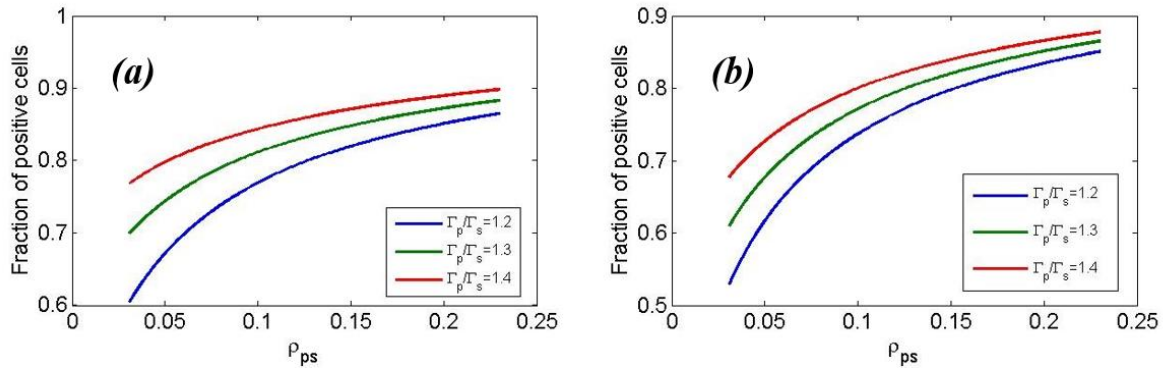 (a)
Fraction of positive cells
1
0.9
0.8
0.7
0.6
0 0.05 0.1 0.15 0.2 0.25
ρps
Γp/Γs=1.2
Γp/Γs=1.3
Γp/Γs=1.4
(b)
Fraction of positive cells
0.9
0.8
0.7
0.6
0.5
0 0.05 0.1 0.15 0.2 0.25
ρps
Γp/Γs=1.2
Γp/Γs=1.3
Γp/Γs=1.4